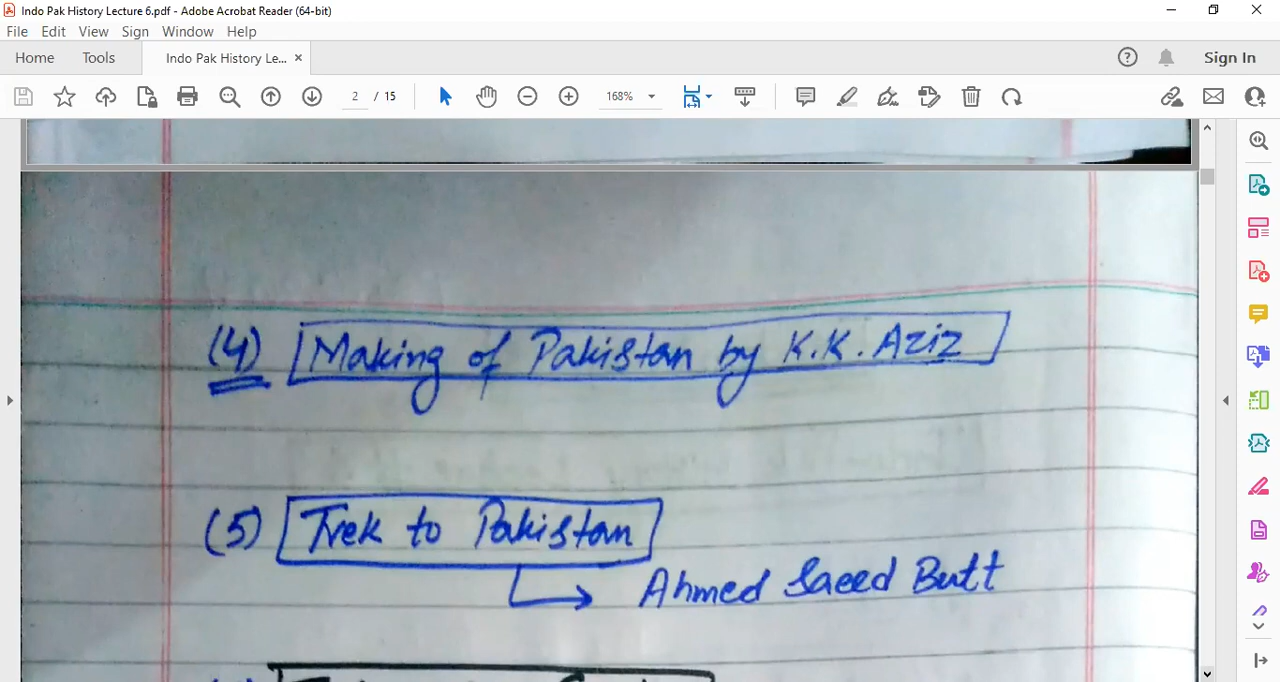 Indo Pak History Lecture 6.pdf - Adobe Acrobat Reader (64-bit)
File Edit View Sign Window Help
Home Tools Indo Pak History Le... × Sign In
2 / 15 168%
(4) Making of Pakistan by K.K. Aziz
(5) Trek to Pakistan
Ahmed Saeed Butt